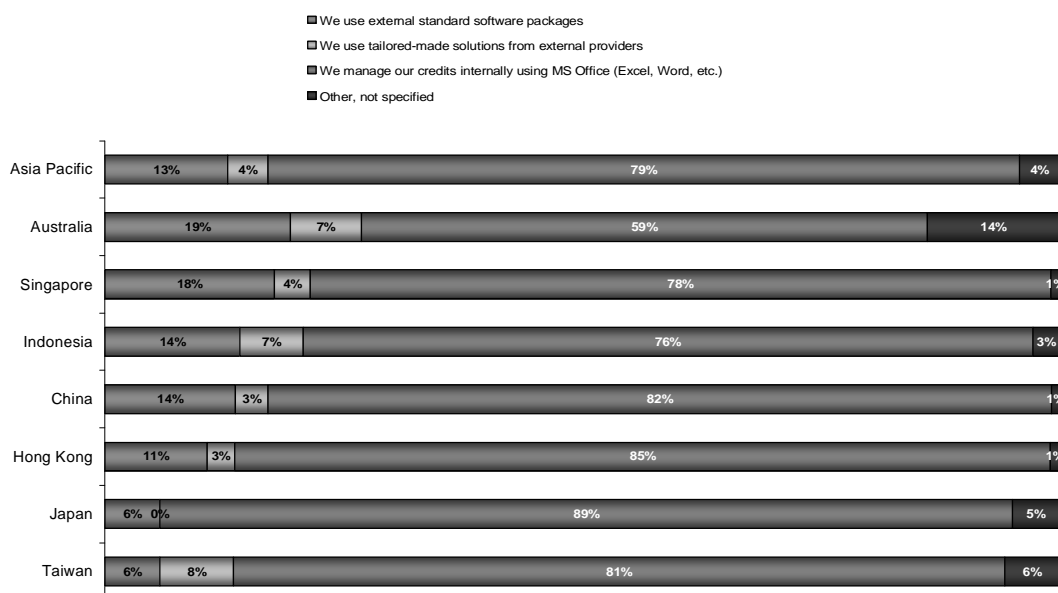 We use external standard software packages
We use tailored-made solutions from external providers
We manage our credits internally using MS Office (Excel, Word, etc.)
Other, not specified
Asia Pacific 13% 4% 79% 4%
Australia 19% 7% 59% 14%
Singapore 18% 4% 78% 1%
Indonesia 14% 7% 76% 3%
China 14% 3% 82% 1%
Hong Kong 11% 3% 85% 1%
Japan 6% 0% 89% 5%
Taiwan 6% 8% 81% 6%